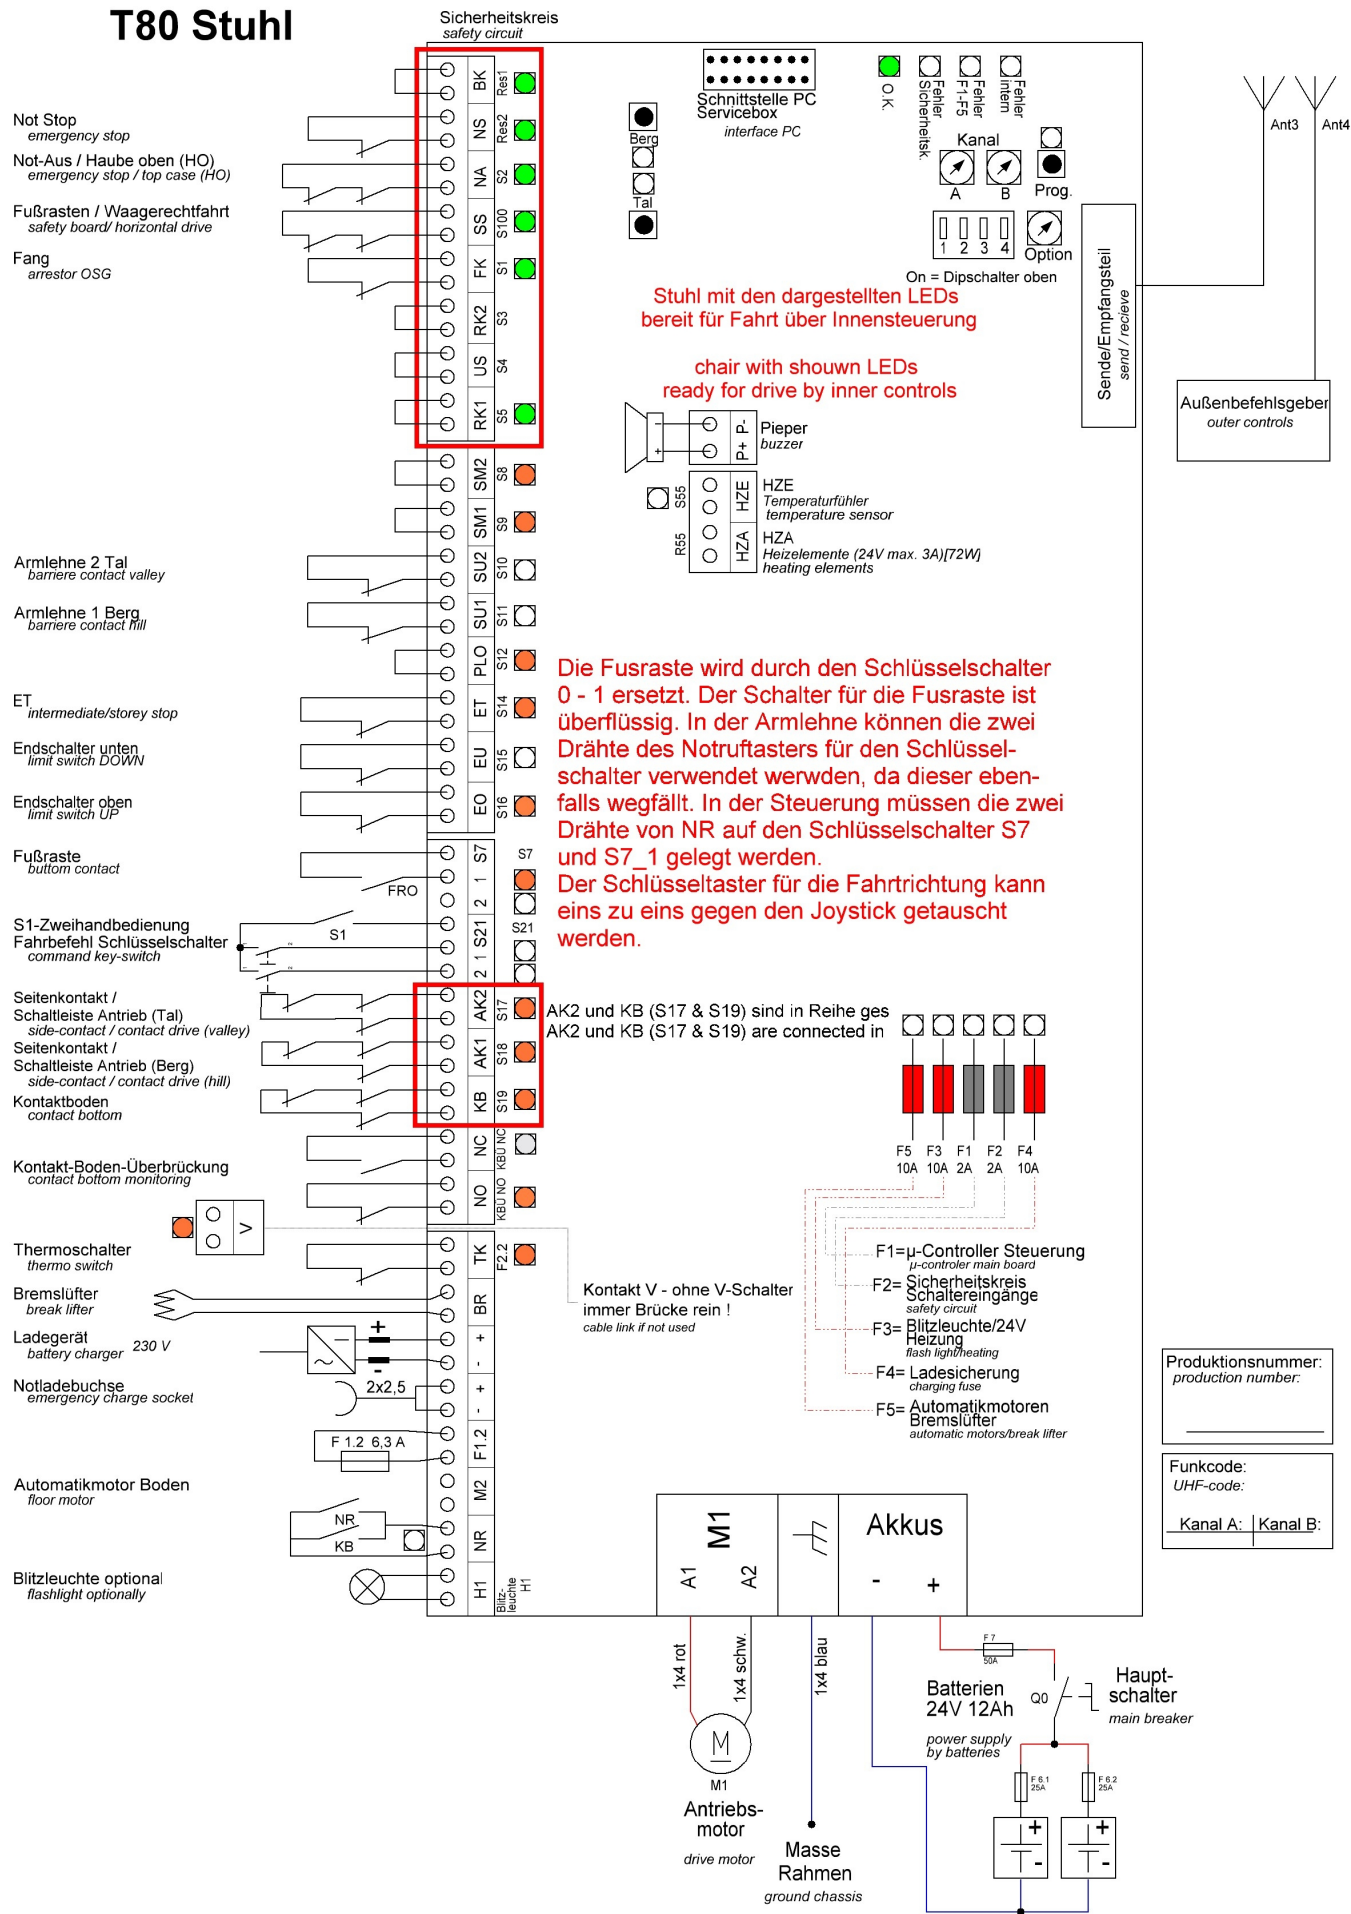 T80 Stuhl
Sicherheitskreis
safety circuit
Not Stop
emergency stop
Not-Aus / Haube oben (HO)
emergency stop / top case (HO)
Fußrasten / Waagerechtfahrt
safety board/ horizontal drive
Fang
arrestor OSG
BK
Res1
NS
Res2
NA
S2
SS
S100
FK
S1
RK2
S3
US
S4
RK1
S5
Berg
Tal
Schnittstelle PC
Servicebox
interface PC
O.K.
Fehler
Sicherheitsk.
Fehler
F1-F5
Fehler
intern
Kanal
A
B
Prog.
1 2 3 4
Option
On = Dipschalter oben
Sende/Empfangsteil
send / recieve
Ant3
Ant4
Außenbefehlsgeber
outer controls
Stuhl mit den dargestellten LEDs
bereit für Fahrt über Innensteuerung
chair with shouwn LEDs
ready for drive by inner controls
- +
P+ P-
Pieper
buzzer
S55
R55
HZE
HZA
HZE
Temperaturfühler
temperature sensor
HZA
Heizelemente (24V max. 3A)[72W]
heating elements
SM2
S8
SM1
S9
Armlehne 2 Tal
barriere contact valley
SU2
S10
Armlehne 1 Berg
barriere contact hill
SU1
S11
PLO
S12
ET
intermediate/storey stop
ET
S14
Endschalter unten
limit switch DOWN
EU
S15
Endschalter oben
limit switch UP
EO
S16
Die Fusraste wird durch den Schlüsselschalter
0 - 1 ersetzt. Der Schalter für die Fusraste ist
überflüssig. In der Armlehne können die zwei
Drähte des Notruftasters für den Schlüssel-
schalter verwendet werwden, da dieser eben-
falls wegfällt. In der Steuerung müssen die zwei
Drähte von NR auf den Schlüsselschalter S7
und S7_1 gelegt werden.
Der Schlüsseltaster für die Fahrtrichtung kann
eins zu eins gegen den Joystick getauscht
werden.
Fußraste
buttom contact
FRO
2 1 S7
S7
S1-Zweihandbedienung
Fahrbefehl Schlüsselschalter
command key-switch
S1
2 1 S21
S21
Seitenkontakt /
Schaltleiste Antrieb (Tal)
side-contact / contact drive (valley)
AK2
S17
Seitenkontakt /
Schaltleiste Antrieb (Berg)
side-contact / contact drive (hill)
AK1
S18
Kontaktboden
contact bottom
KB
S19
AK2 und KB (S17 & S19) sind in Reihe ges
AK2 und KB (S17 & S19) are connected in
Kontakt-Boden-Überbrückung
contact bottom monitoring
NC
KBÜ NC
NO
KBÜ NO
V
Thermoschalter
thermo switch
TK
F2.2
Bremslüfter
break lifter
BR
Ladegerät
battery charger
230 V
+
-
- +
Notladebuchse
emergency charge socket
2x2,5
- +
F 1.2 6,3 A
F1.2
Automatikmotor Boden
floor motor
M2
NR
KB
NR
Blitzleuchte optional
flashlight optionally
H1
Blitz-
leuchte
H1
Kontakt V - ohne V-Schalter
immer Brücke rein !
cable link if not used
F5 F3 F1 F2 F4
10A 10A 2A 2A 10A
F1=µ-Controller Steuerung
µ-controler main board
F2= Sicherheitskreis
Schaltereingänge
safety circuit
F3= Blitzleuchte/24V
Heizung
flash light/heating
F4= Ladesicherung
charging fuse
F5= Automatikmotoren
Bremslüfter
automatic motors/break lifter
Produktionsnummer:
production number:
Funkcode:
UHF-code:
Kanal A: Kanal B:
M1
A1
A2
Akkus
- +
1x4 rot
1x4 schw.
1x4 blau
M
M1
Antriebs-
motor
drive motor
Masse
Rahmen
ground chassis
F 7
50A
Batterien
24V 12Ah
power supply
by batteries
Q0
Haupt-
schalter
main breaker
F 6.1
25A
F 6.2
25A
+
-
+
-